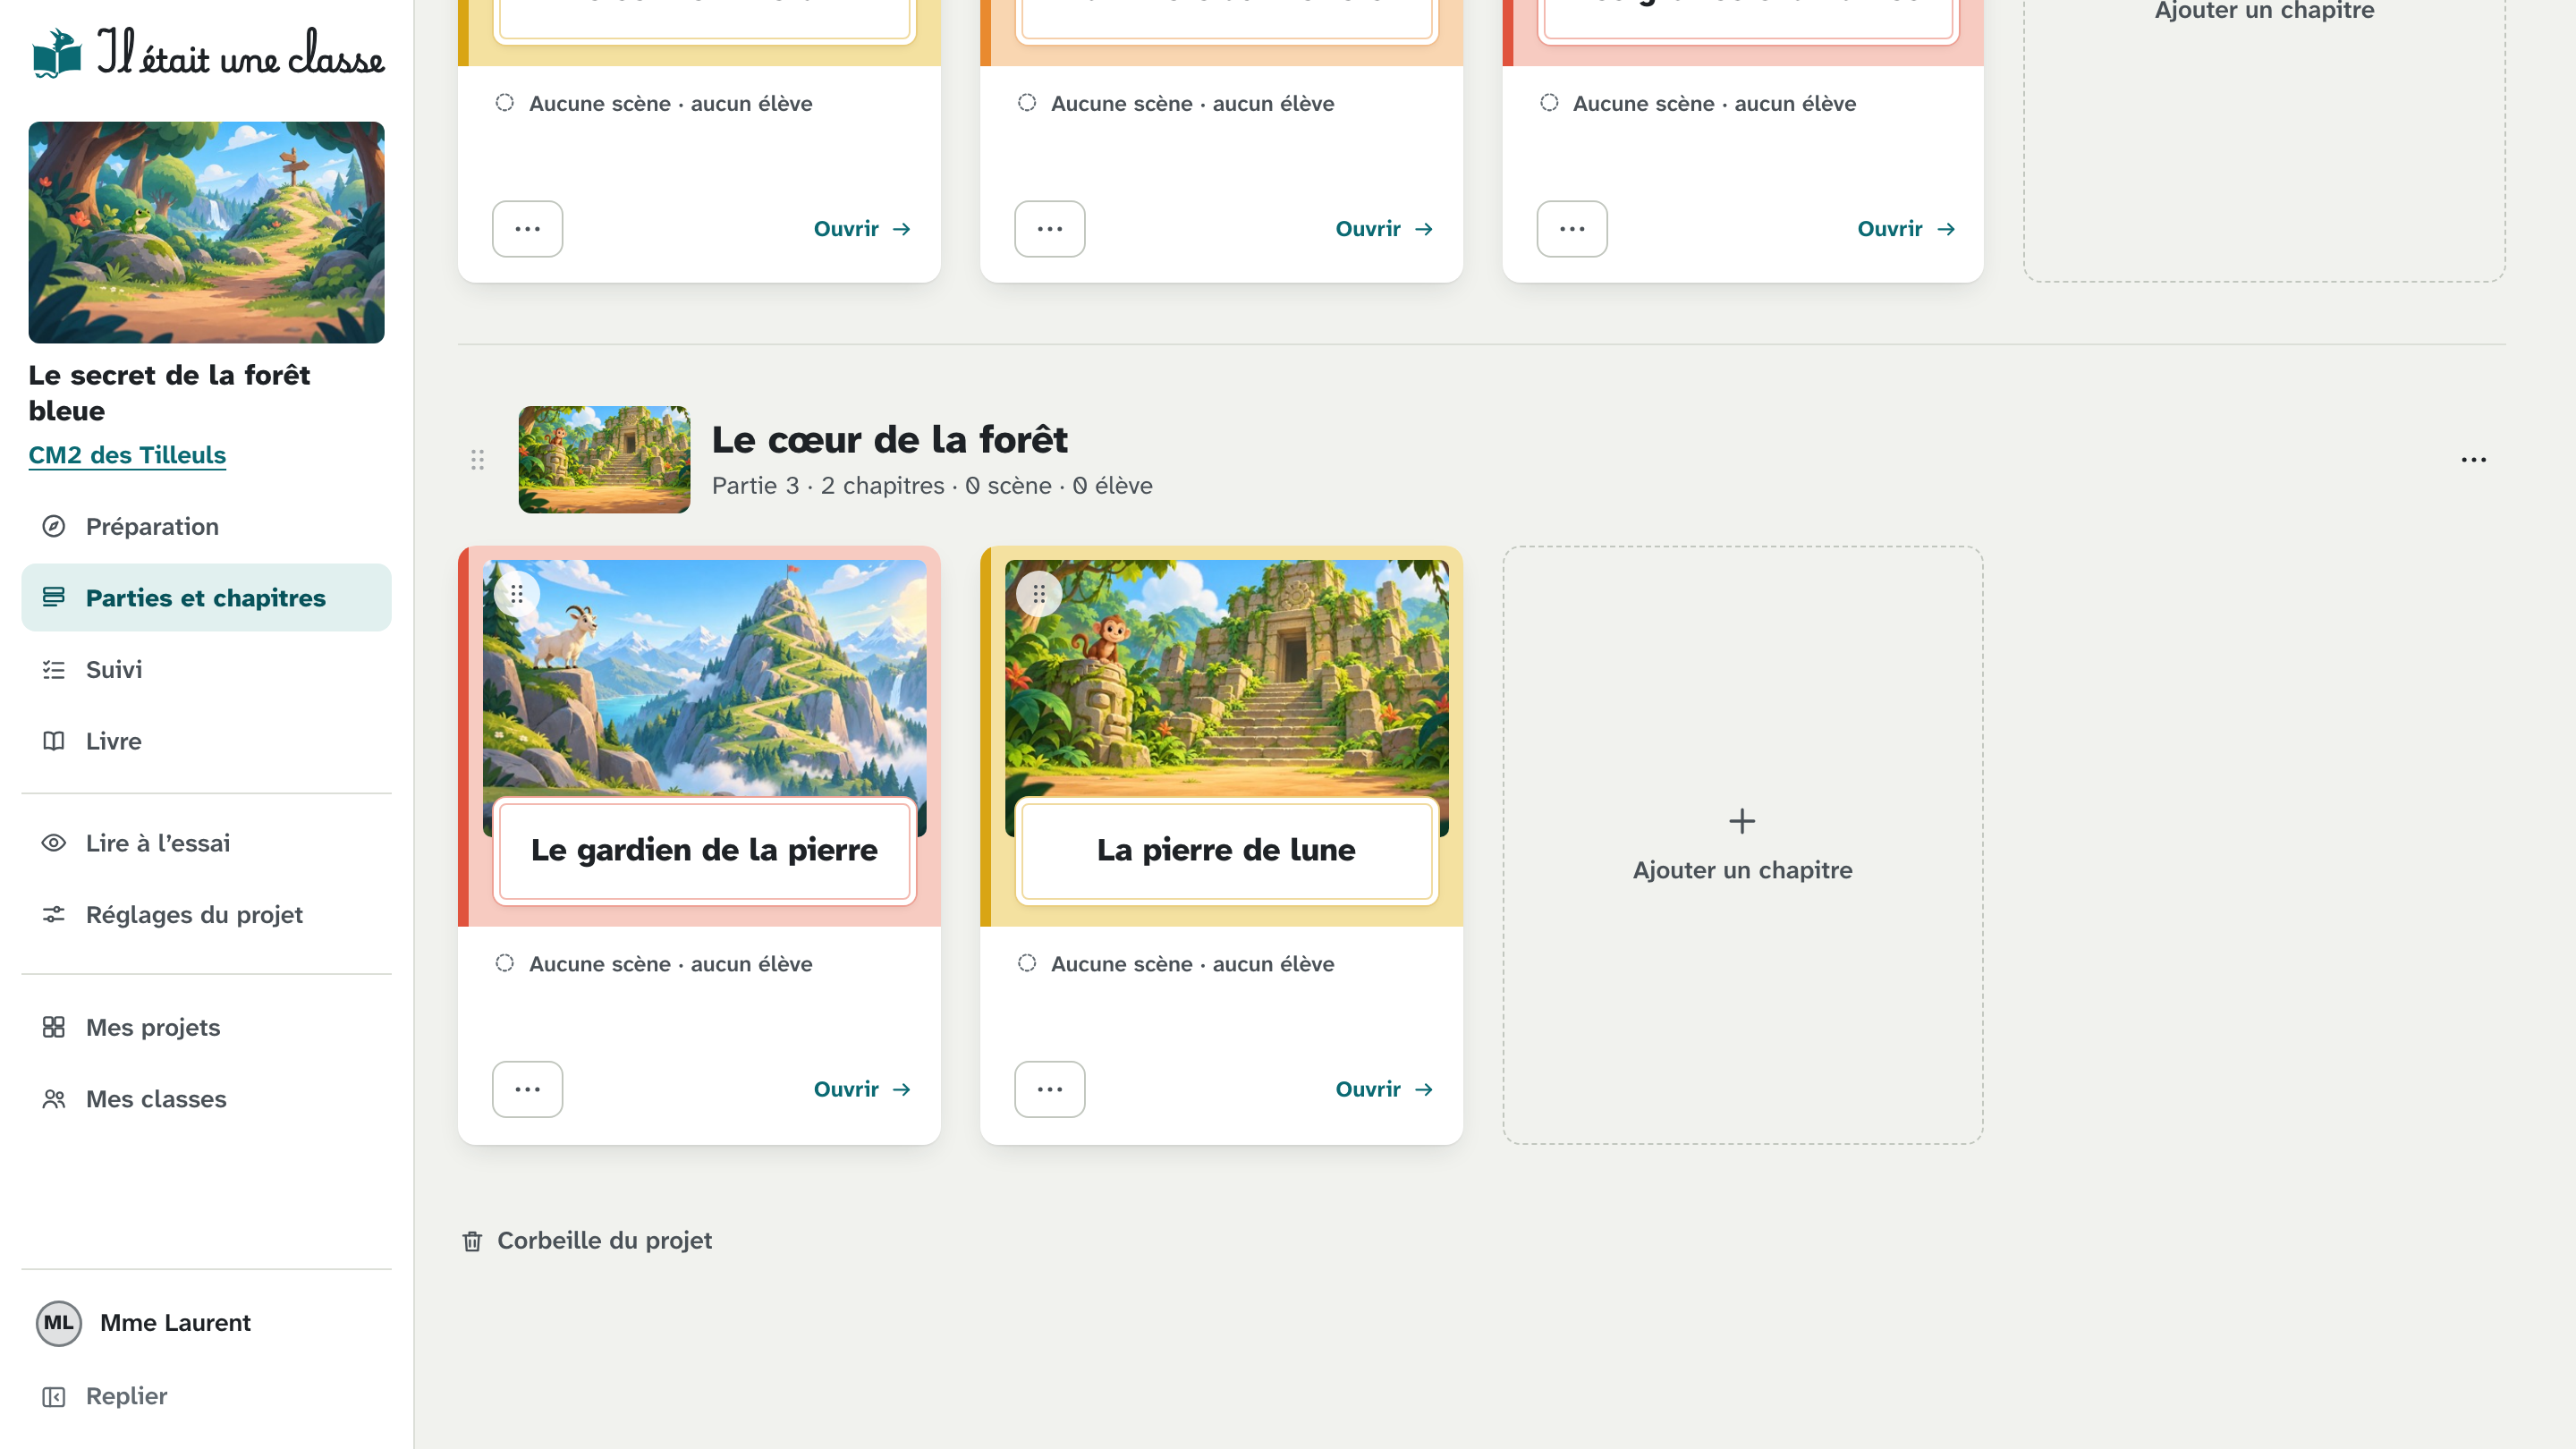 Il était une classe
Le secret de la forêt
bleue
CM2 des Tilleuls
Préparation
Parties et chapitres
Suivi
Livre
Lire à l’essai
Réglages du projet
Mes projets
Mes classes
ML Mme Laurent
Replier
Ajouter un chapitre
Aucune scène · aucun élève
... Ouvrir →
Aucune scène · aucun élève
... Ouvrir →
Aucune scène · aucun élève
... Ouvrir →
Le cœur de la forêt
Partie 3 · 2 chapitres · 0 scène · 0 élève
...
Le gardien de la pierre
Aucune scène · aucun élève
... Ouvrir →
La pierre de lune
Aucune scène · aucun élève
... Ouvrir →
Ajouter un chapitre
Corbeille du projet